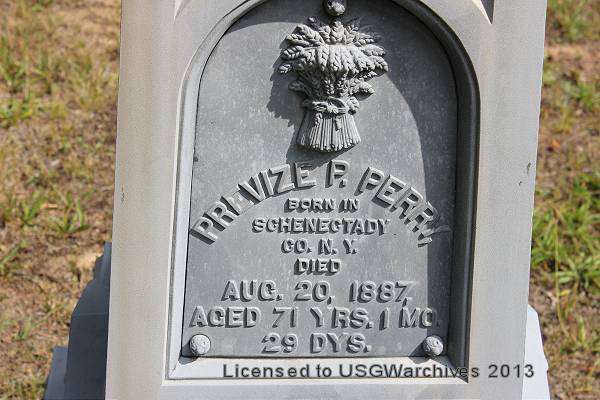 PREVIZE P. PERRY
BORN IN
SCHENECTADY
CO. N. Y.
DIED
AUG. 20, 1887,
AGED 71 YRS. 1 MO.
29 DYS.
Licensed to USGWarchives 2013